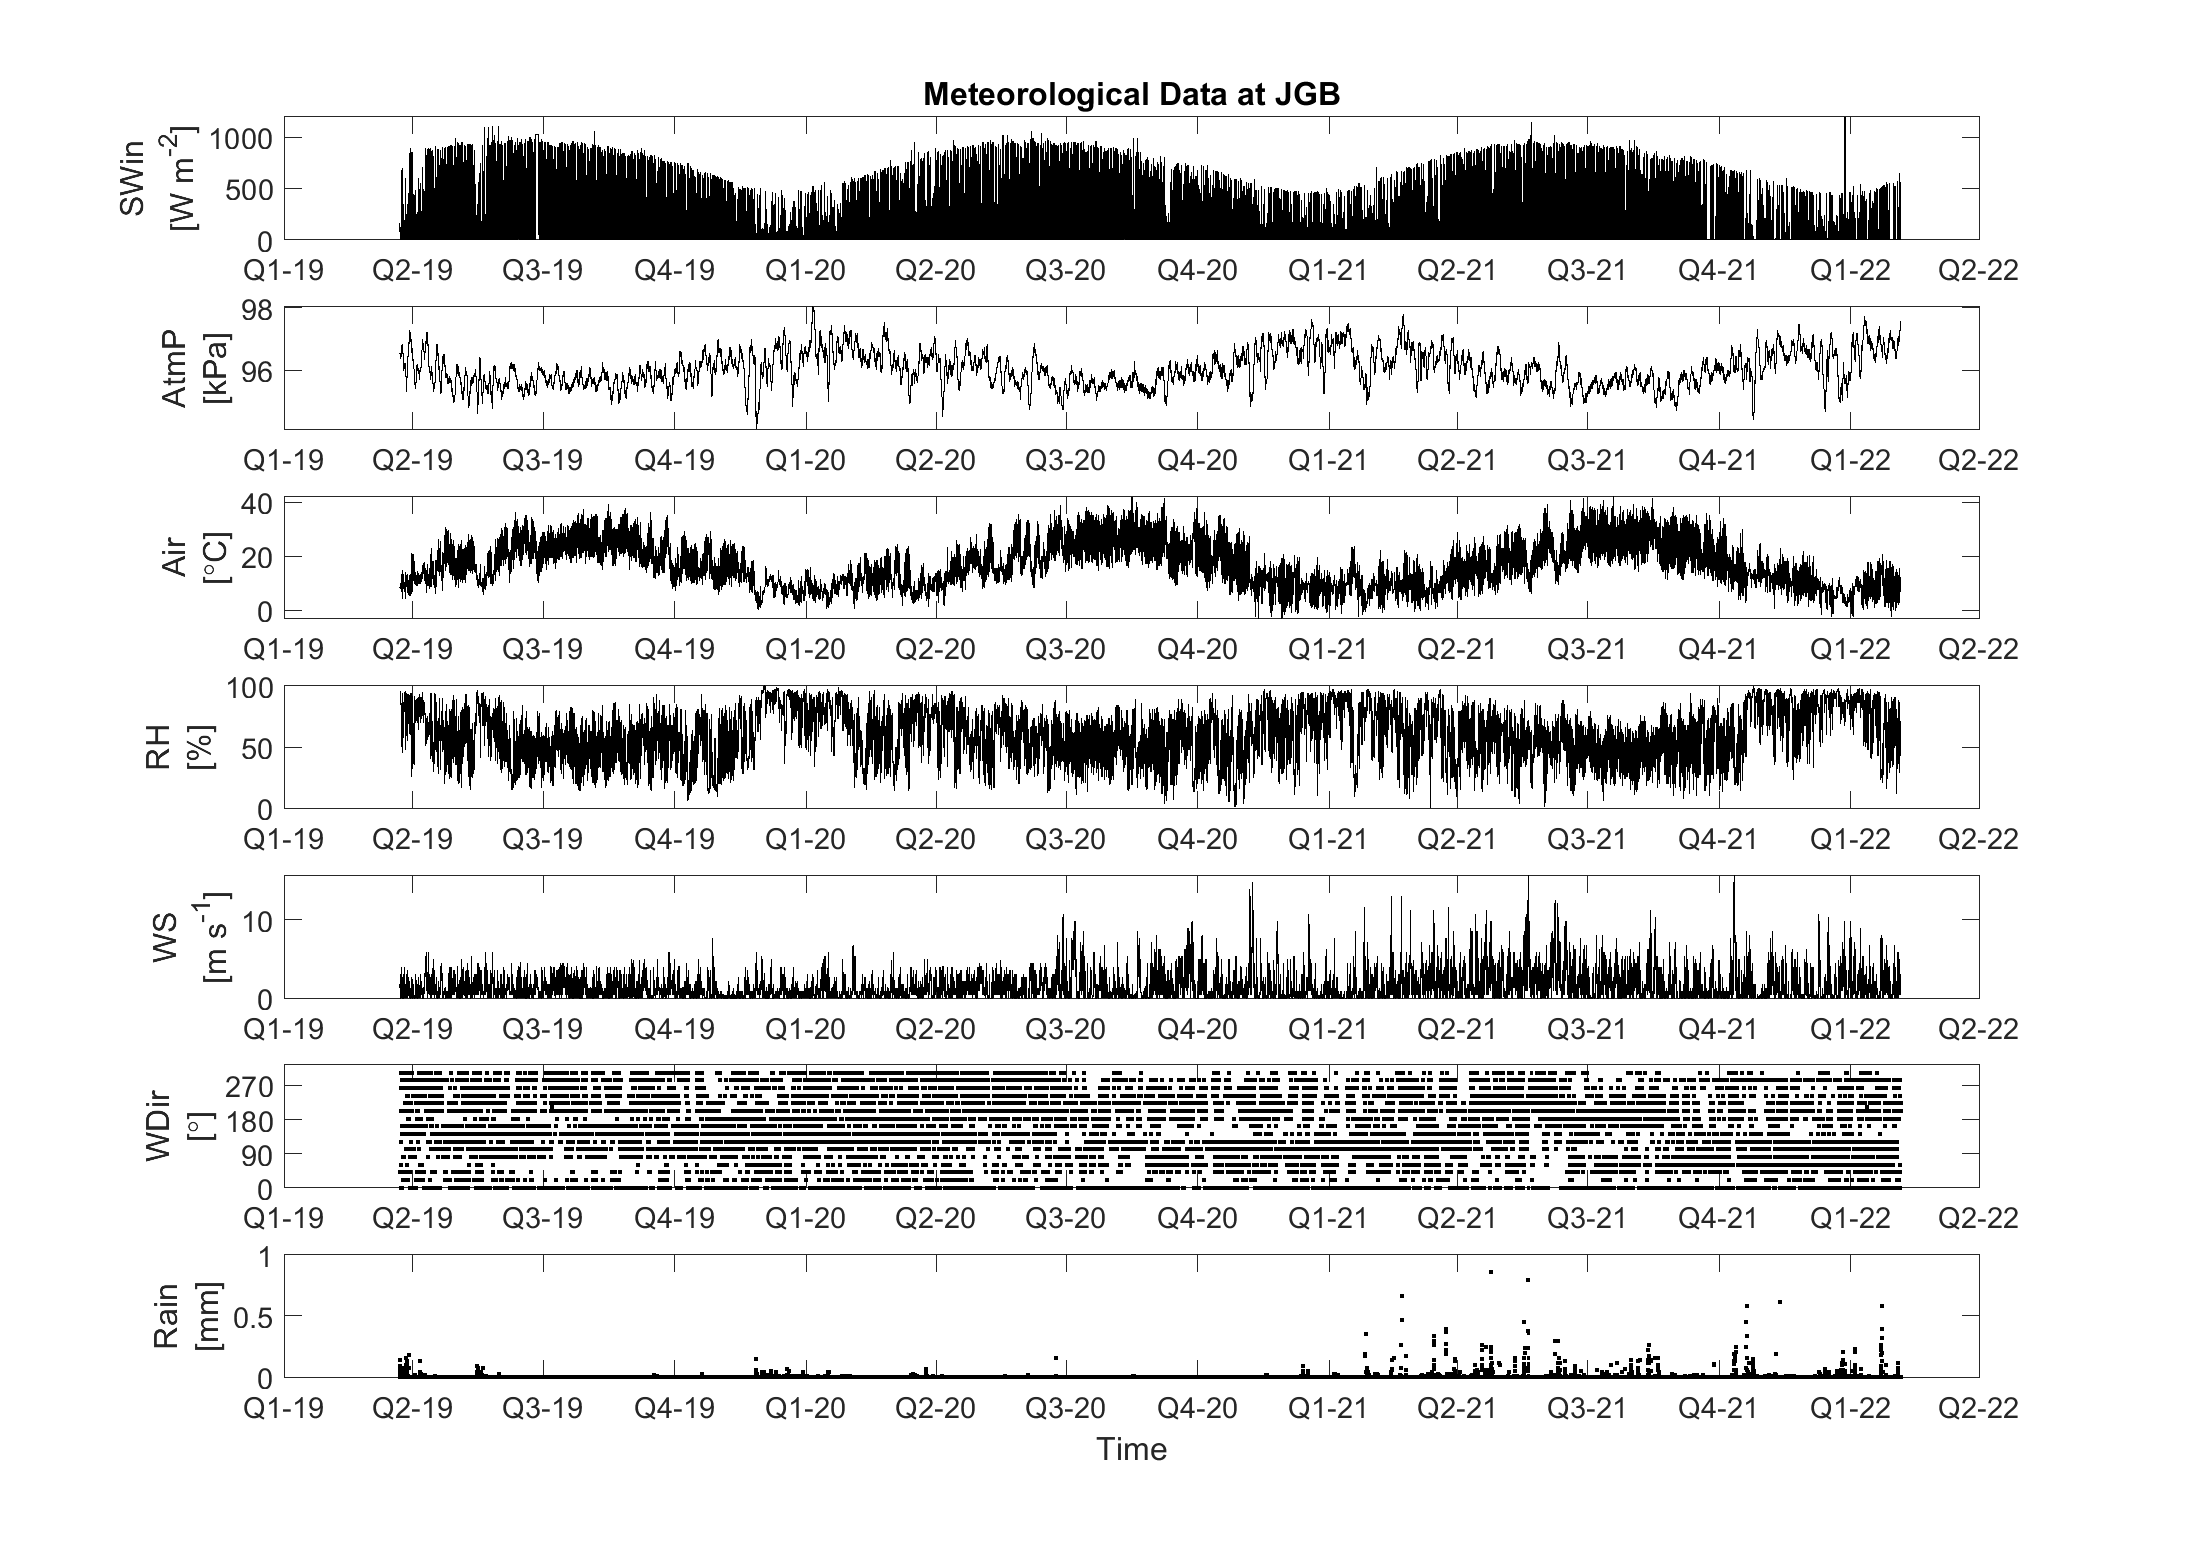 Meteorological Data at JGB
SWin
[W m-2]
1000
500
0
Q1-19 Q2-19 Q3-19 Q4-19 Q1-20 Q2-20 Q3-20 Q4-20 Q1-21 Q2-21 Q3-21 Q4-21 Q1-22 Q2-22
AtmP
[kPa]
98
96
Q1-19 Q2-19 Q3-19 Q4-19 Q1-20 Q2-20 Q3-20 Q4-20 Q1-21 Q2-21 Q3-21 Q4-21 Q1-22 Q2-22
Air
[°C]
40
20
0
Q1-19 Q2-19 Q3-19 Q4-19 Q1-20 Q2-20 Q3-20 Q4-20 Q1-21 Q2-21 Q3-21 Q4-21 Q1-22 Q2-22
RH
[%]
100
50
0
Q1-19 Q2-19 Q3-19 Q4-19 Q1-20 Q2-20 Q3-20 Q4-20 Q1-21 Q2-21 Q3-21 Q4-21 Q1-22 Q2-22
WS
[m s-1]
10
0
Q1-19 Q2-19 Q3-19 Q4-19 Q1-20 Q2-20 Q3-20 Q4-20 Q1-21 Q2-21 Q3-21 Q4-21 Q1-22 Q2-22
WDir
[°]
270
180
90
0
Q1-19 Q2-19 Q3-19 Q4-19 Q1-20 Q2-20 Q3-20 Q4-20 Q1-21 Q2-21 Q3-21 Q4-21 Q1-22 Q2-22
Rain
[mm]
1
0.5
0
Q1-19 Q2-19 Q3-19 Q4-19 Q1-20 Q2-20 Q3-20 Q4-20 Q1-21 Q2-21 Q3-21 Q4-21 Q1-22 Q2-22
Time